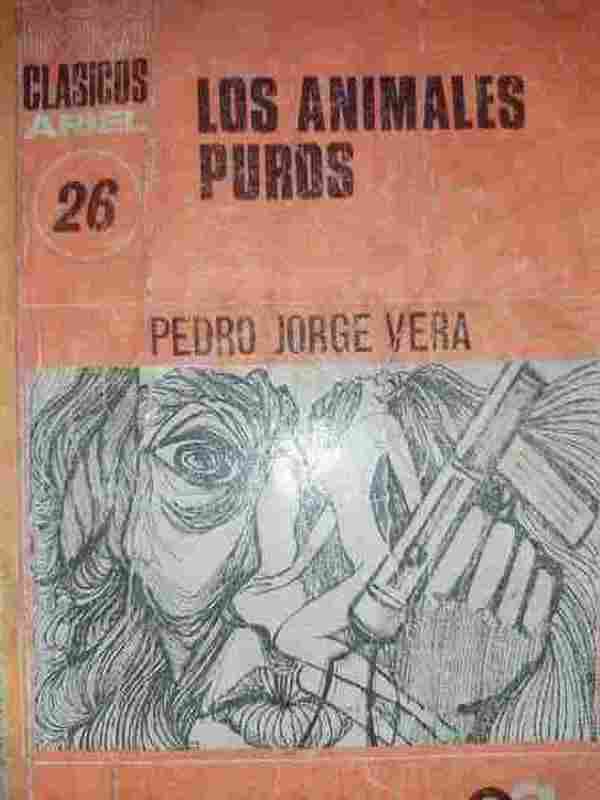 CLASICOS
ARIEL
26
LOS ANIMALES
PUROS
PEDRO JORGE VERA